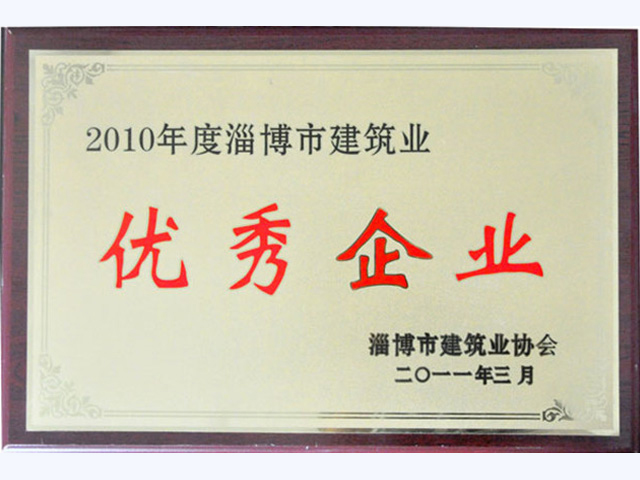 2010年度淄博市建筑业
优秀企业
淄博市建筑业协会
二〇一一年三月